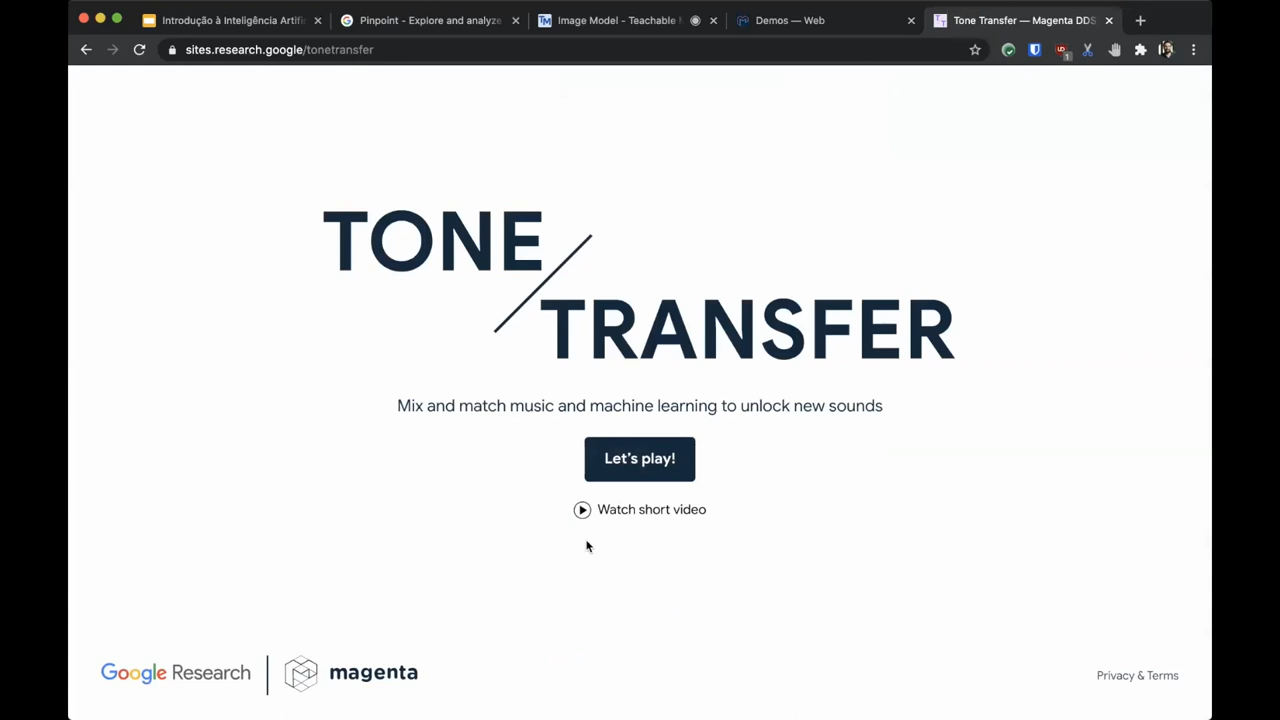 Introdução à Inteligência Artifi
Pinpoint - Explore and analyze
Image Model - Teachable
Demos — Web
Tone Transfer — Magenta DDS
sites.research.google/tonetransfer
1
TONE
TRANSFER
Mix and match music and machine learning to unlock new sounds
Let's play!
Watch short video
Google Research
magenta
Privacy & Terms